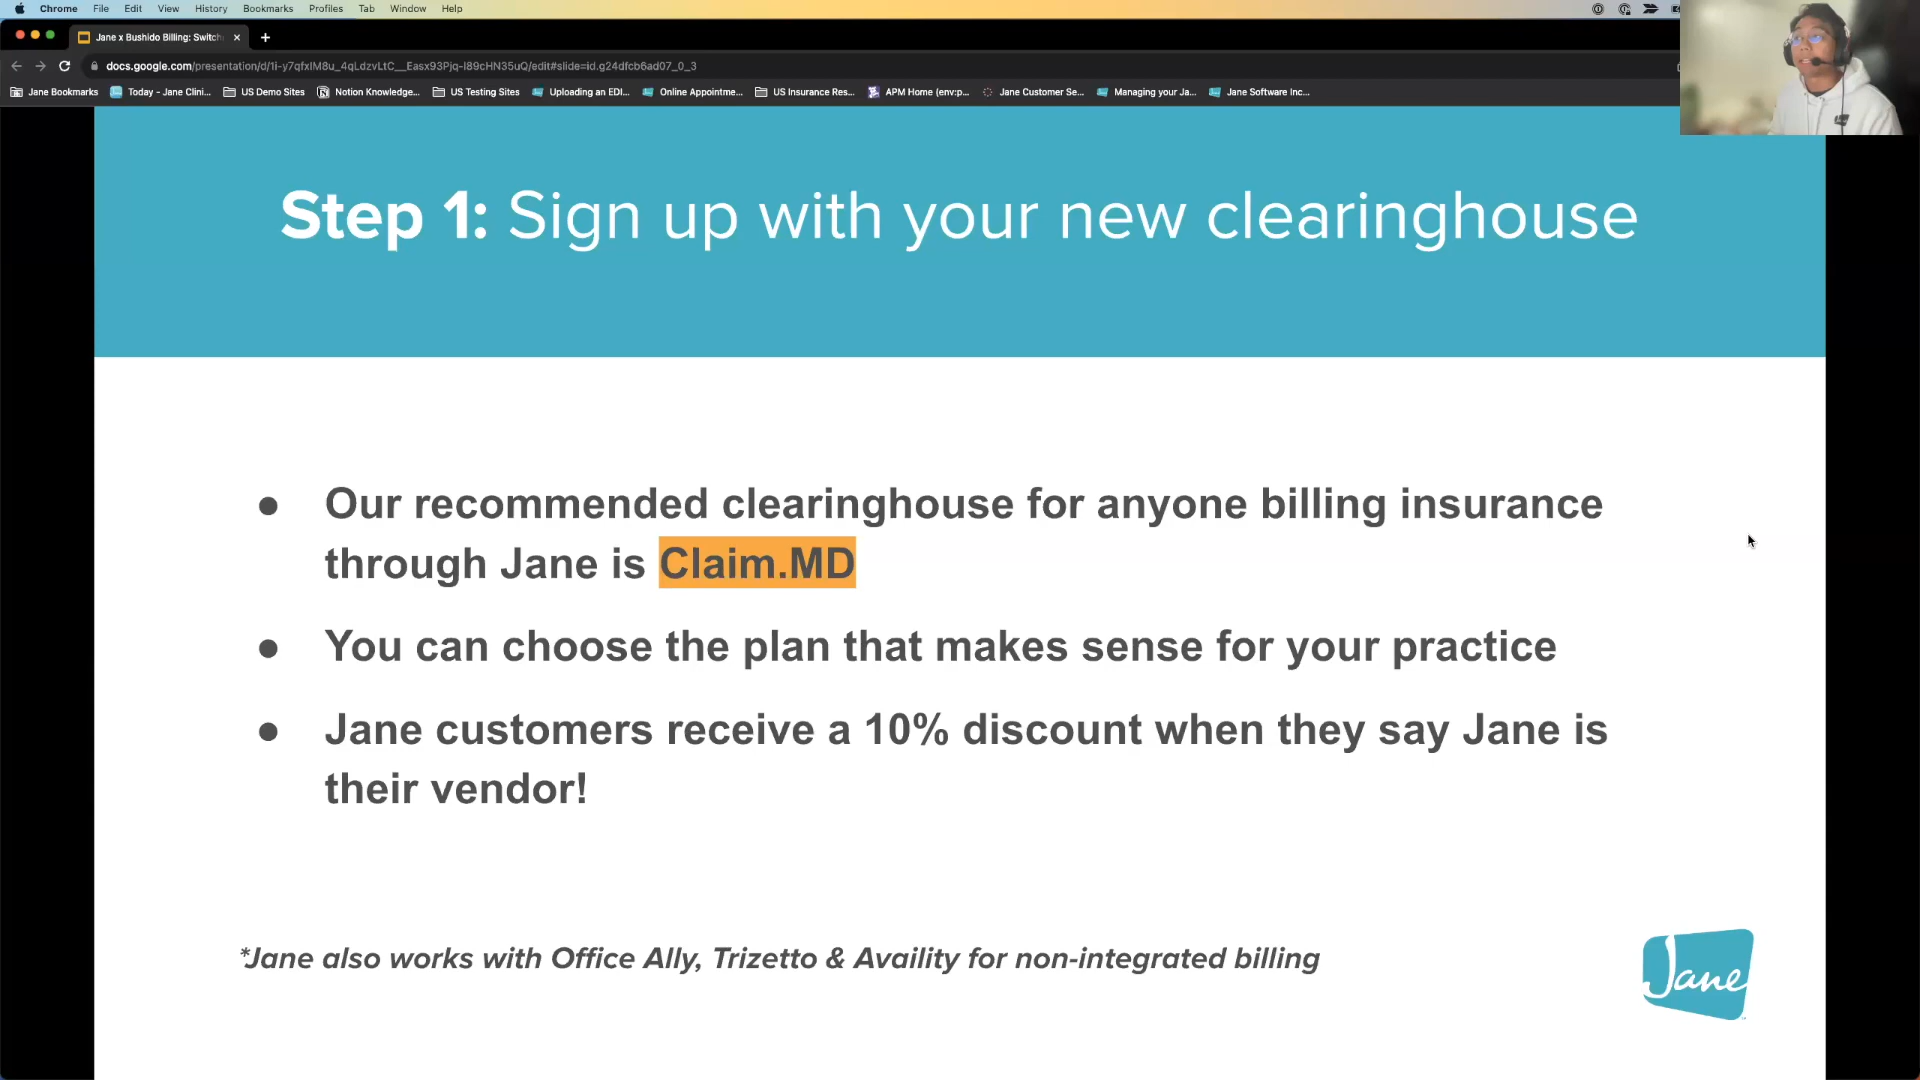 Chrome File Edit View History Bookmarks Profiles Tab Window Help
Jane x Bushido Billing: Switch
docs.google.com/presentation/d/1i-y7qfxIM8u_4qLdzvLtC__Easx93Pjq-I89cHN35uQ/edit#slide=id.g24dfcb6ad07_0_3
Jane Bookmarks Today - Jane Clini... US Demo Sites Notion Knowledge... US Testing Sites Uploading an EDI... Online Appointme... US Insurance Res... APM Home (env:p... Jane Customer Se... Managing your Ja... Jane Software Inc...
Step 1: Sign up with your new clearinghouse
● Our recommended clearinghouse for anyone billing insurance
through Jane is Claim.MD
● You can choose the plan that makes sense for your practice
● Jane customers receive a 10% discount when they say Jane is
their vendor!
*Jane also works with Office Ally, Trizetto & Availity for non-integrated billing
Jane